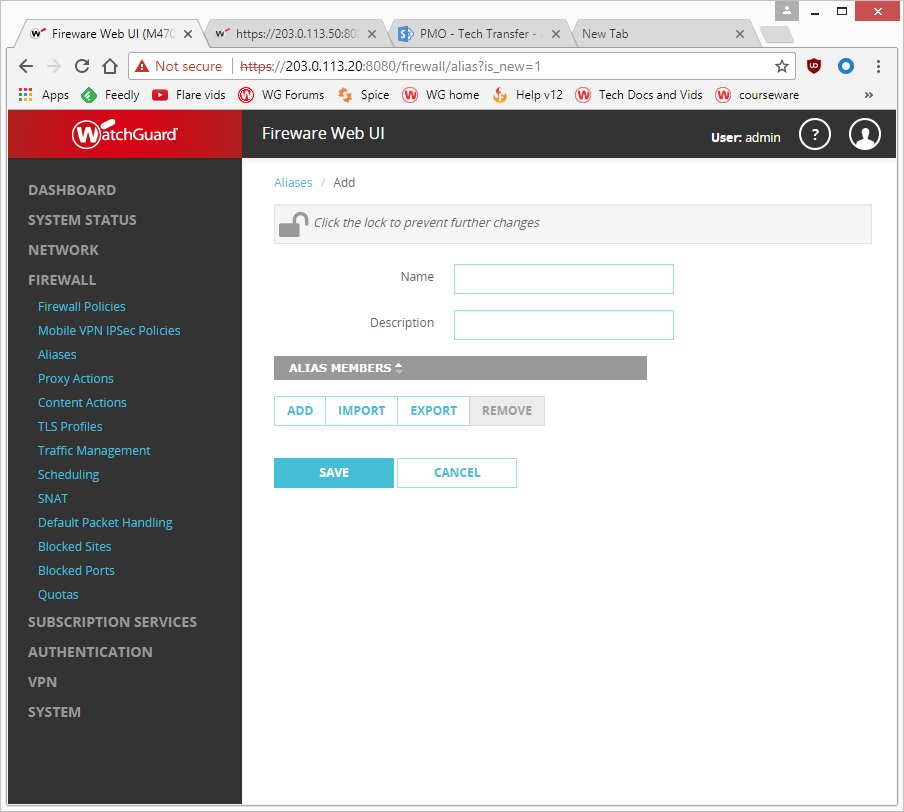 Fireware Web UI (M470
https://203.0.113.50:80
PMO - Tech Transfer -
New Tab
Not secure https://203.0.113.20:8080/firewall/alias?is_new=1
Apps Feedly Flare vids WG Forums Spice WG home Help v12 Tech Docs and Vids courseware »
WatchGuard
Fireware Web UI
User: admin
?
DASHBOARD
SYSTEM STATUS
NETWORK
FIREWALL
Firewall Policies
Mobile VPN IPSec Policies
Aliases
Proxy Actions
Content Actions
TLS Profiles
Traffic Management
Scheduling
SNAT
Default Packet Handling
Blocked Sites
Blocked Ports
Quotas
SUBSCRIPTION SERVICES
AUTHENTICATION
VPN
SYSTEM
Aliases / Add
Click the lock to prevent further changes
Name
Description
ALIAS MEMBERS
ADD IMPORT EXPORT REMOVE
SAVE CANCEL